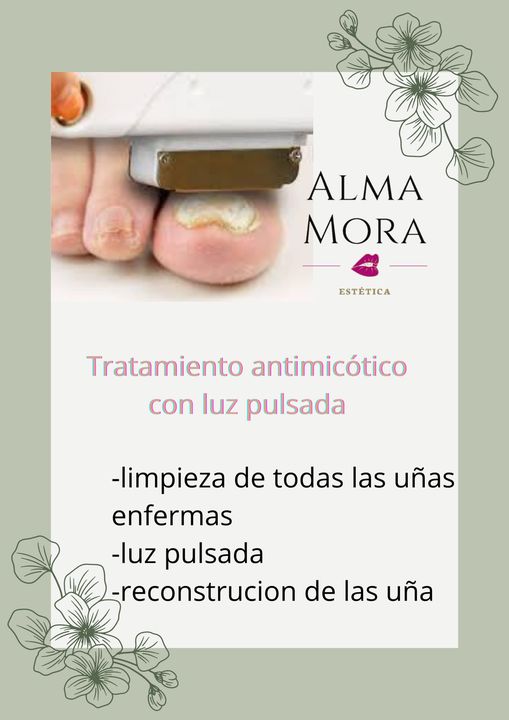 ALMA
MORA
ESTÉTICA
Tratamiento antimicótico
con luz pulsada
-limpieza de todas las uñas
enfermas
-luz pulsada
-reconstrucion de las uña